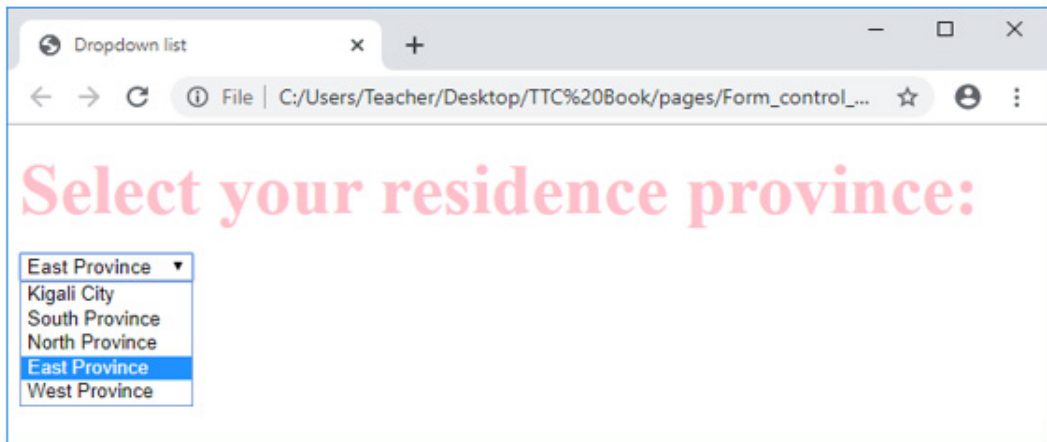 Dropdown list
File | C:/Users/Teacher/Desktop/TTC%20Book/pages/Form_control_...
Select your residence province:
East Province
Kigali City
South Province
North Province
East Province
West Province